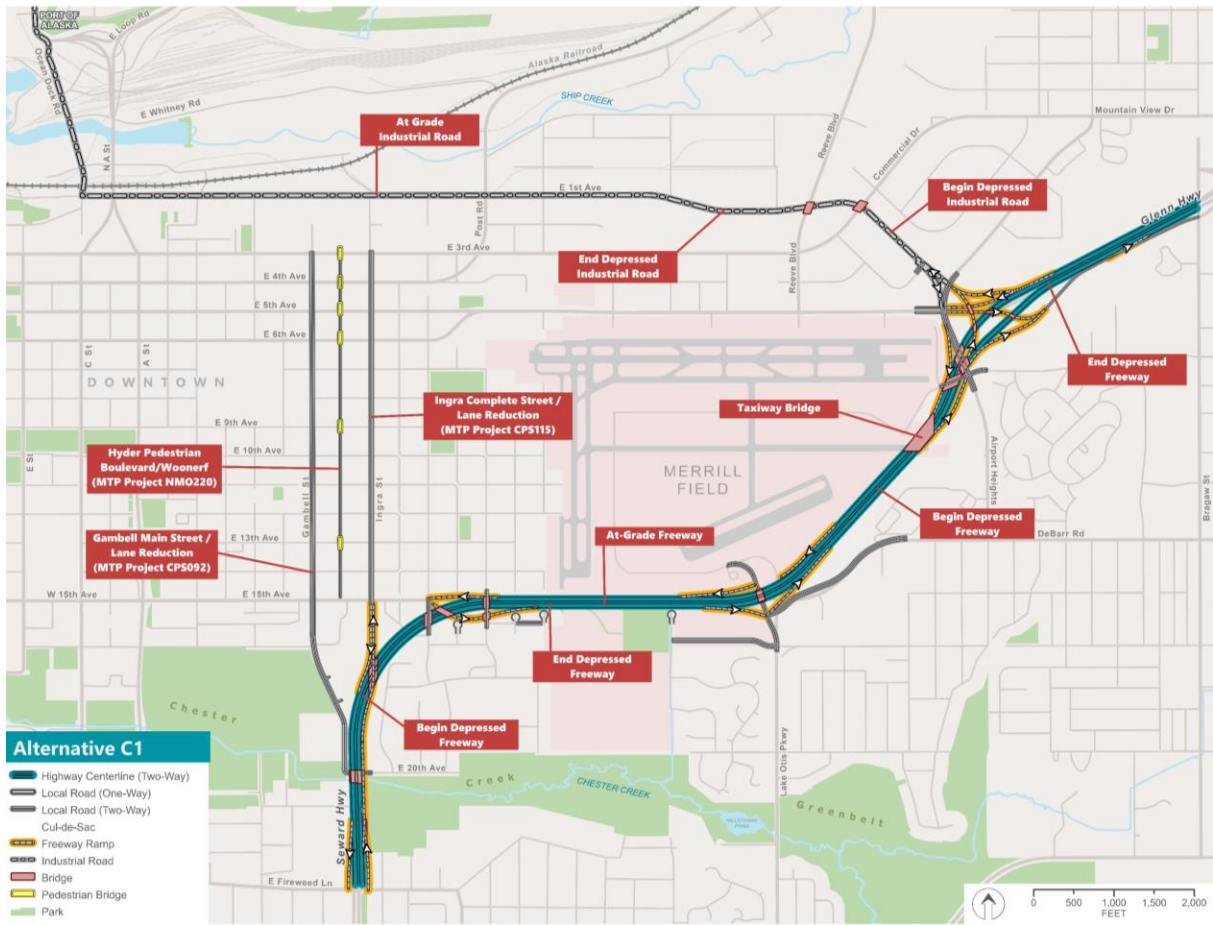 PORT OF
ALASKA
E Loop Rd
Ocean Dock Rd
Alaska Railroad
E Whitney Rd
SHIP CREEK
N A St
Mountain View Dr
Reeve Blvd
Commercial Dr
At Grade
Industrial Road
Begin Depressed
Industrial Road
E 1st Ave
Post Rd
Glenn Hwy
E 3rd Ave
End Depressed
Industrial Road
Reeve Blvd
E 4th Ave
E 5th Ave
E 6th Ave
C St
A St
DOWNTOWN
End Depressed
Freeway
Ingra Complete Street /
Lane Reduction
(MTP Project CPS115)
Taxiway Bridge
E 9th Ave
E 10th Ave
E St
Hyder Pedestrian
Boulevard/Woonerf
(MTP Project NMO220)
Gambell St
Ingra St
MERRILL
FIELD
Airport Heights
Bragaw St
Begin Depressed
Freeway
DeBarr Rd
Gambell Main Street /
Lane Reduction
(MTP Project CPS092)
E 13th Ave
At-Grade Freeway
W 15th Ave
E 15th Ave
End Depressed
Freeway
Begin Depressed
Freeway
Chester
Creek
Greenbelt
E 20th Ave
CHESTER CREEK
Lake Otis Pkwy
HILLSTRAND
POND
Seward Hwy
E Fireweed Ln
Alternative C1
Highway Centerline (Two-Way)
Local Road (One-Way)
Local Road (Two-Way)
Cul-de-Sac
Freeway Ramp
Industrial Road
Bridge
Pedestrian Bridge
Park
0 500 1,000 1,500 2,000
FEET